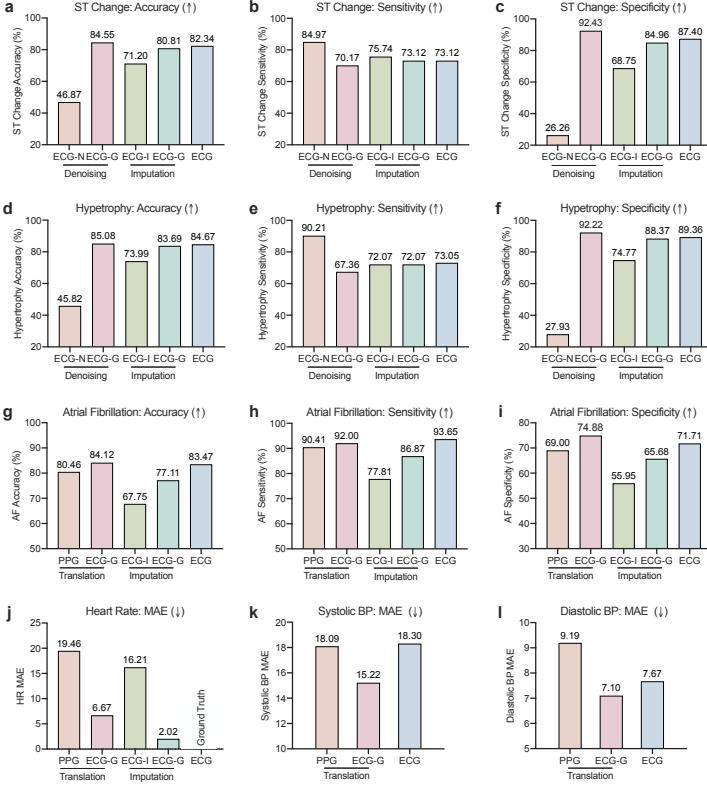 a ST Change: Accuracy (↑)
ST Change Accuracy (%)
100
80
60
40
20
46.87
84.55
71.20
80.81
82.34
ECG-N ECG-G ECG-I ECG-G ECG
Denoising Imputation
b ST Change: Sensitivity (↑)
ST Change Sensitivity (%)
100
80
60
40
20
84.97
70.17
75.74
73.12
73.12
ECG-N ECG-G ECG-I ECG-G ECG
Denoising Imputation
c ST Change: Specificity (↑)
ST Change Specificity (%)
100
80
60
40
20
26.26
92.43
68.75
84.96
87.40
ECG-N ECG-G ECG-I ECG-G ECG
Denoising Imputation
d Hypetrophy: Accuracy (↑)
Hypertrophy Accuracy (%)
100
80
60
40
20
45.82
85.08
73.99
83.69
84.67
ECG-N ECG-G ECG-I ECG-G ECG
Denoising Imputation
e Hypetrophy: Sensitivity (↑)
Hypertrophy Sensitivity (%)
100
80
60
40
20
90.21
67.36
72.07
72.07
73.05
ECG-N ECG-G ECG-I ECG-G ECG
Denoising Imputation
f Hypetrophy: Specificity (↑)
Hypertrophy Specificity (%)
100
80
60
40
20
27.93
92.22
74.77
88.37
89.36
ECG-N ECG-G ECG-I ECG-G ECG
Denoising Imputation
g Atrial Fibrillation: Accuracy (↑)
AF Accuracy (%)
100
90
80
70
60
50
80.46
84.12
67.75
77.11
83.47
PPG ECG-G ECG-I ECG-G ECG
Translation Imputation
h Atrial Fibrillation: Sensitivity (↑)
AF Sensitivity (%)
100
90
80
70
60
50
90.41
92.00
77.81
86.87
93.65
PPG ECG-G ECG-I ECG-G ECG
Translation Imputation
i Atrial Fibrillation: Specificity (↑)
AF Specificity (%)
80
70
60
50
40
30
69.00
74.88
55.95
65.68
71.71
PPG ECG-G ECG-I ECG-G ECG
Translation Imputation
j Heart Rate: MAE (↓)
HR MAE
25
20
15
10
5
0
19.46
6.67
16.21
2.02
Ground Truth
PPG ECG-G ECG-I ECG-G ECG
Translation Imputation
k Systolic BP: MAE (↓)
Systolic BP MAE
20
18
16
14
12
10
18.09
15.22
18.30
PPG ECG-G ECG
Translation
l Diastolic BP: MAE (↓)
Diastolic BP MAE
10
9
8
7
6
5
9.19
7.10
7.67
PPG ECG-G ECG
Translation